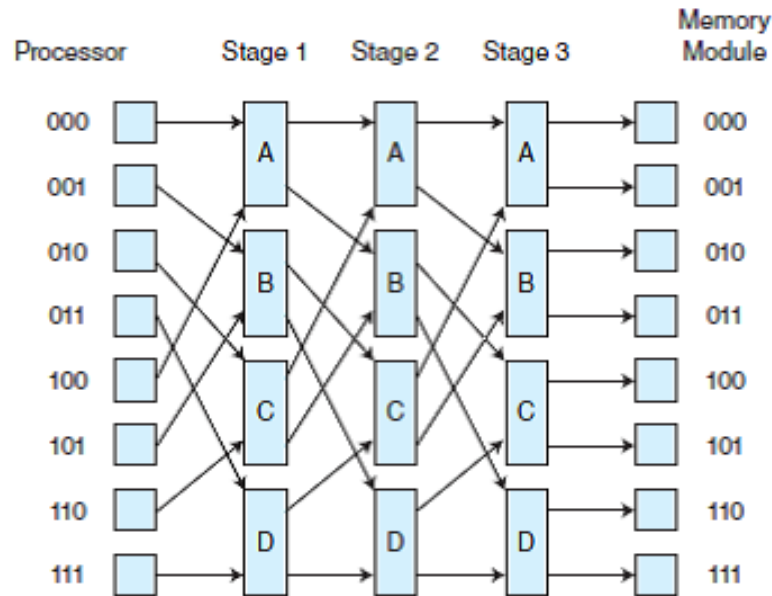 Memory
Processor Stage 1 Stage 2 Stage 3 Module
000 000
A A A
001 001
010 010
B B B
011 011
100 100
C C C
101 101
110 110
D D D
111 111